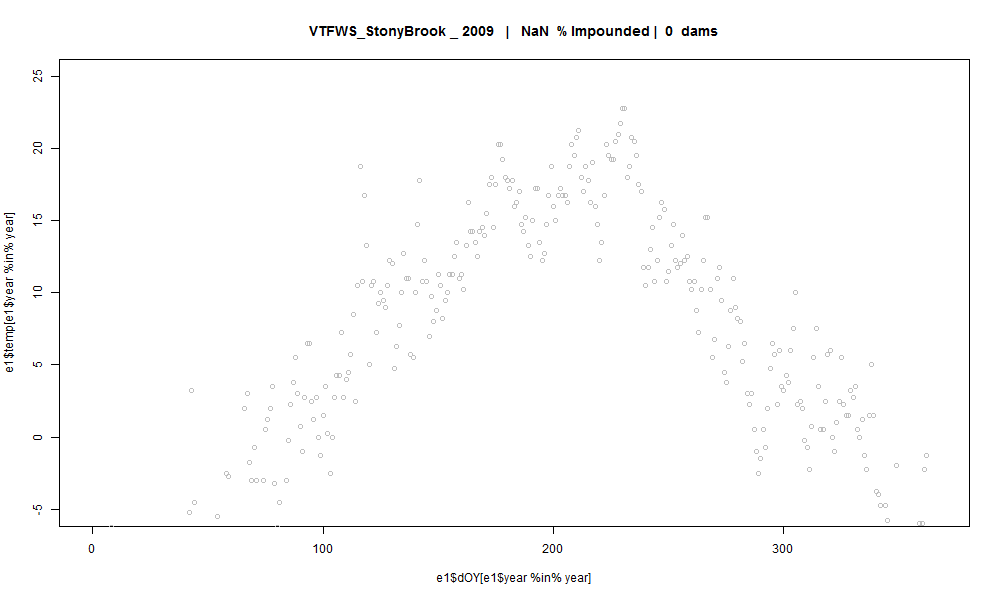 VTFWS_StonyBrook _ 2009 | NaN % Impounded | 0 dams
e1$temp[e1$year %in% year]
25
20
15
10
5
0
-5
0 100 200 300
e1$dOY[e1$year %in% year]